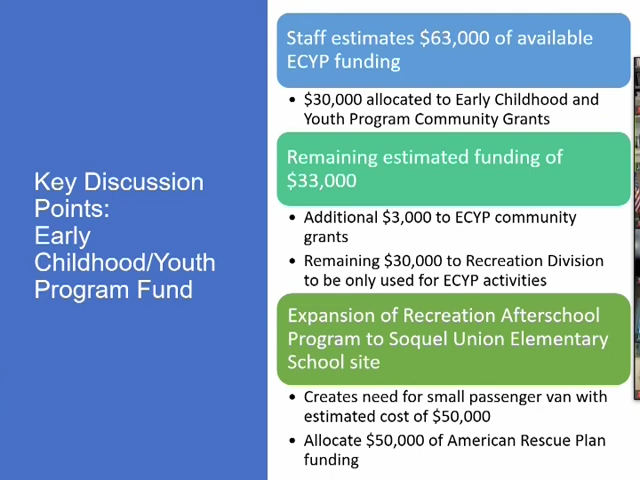 Key Discussion
Points:
Early
Childhood/Youth
Program Fund
Staff estimates $63,000 of available
ECYP funding
• $30,000 allocated to Early Childhood and
Youth Program Community Grants
Remaining estimated funding of
$33,000
• Additional $3,000 to ECYP community
grants
• Remaining $30,000 to Recreation Division
to be only used for ECYP activities
Expansion of Recreation Afterschool
Program to Soquel Union Elementary
School site
• Creates need for small passenger van with
estimated cost of $50,000
• Allocate $50,000 of American Rescue Plan
funding